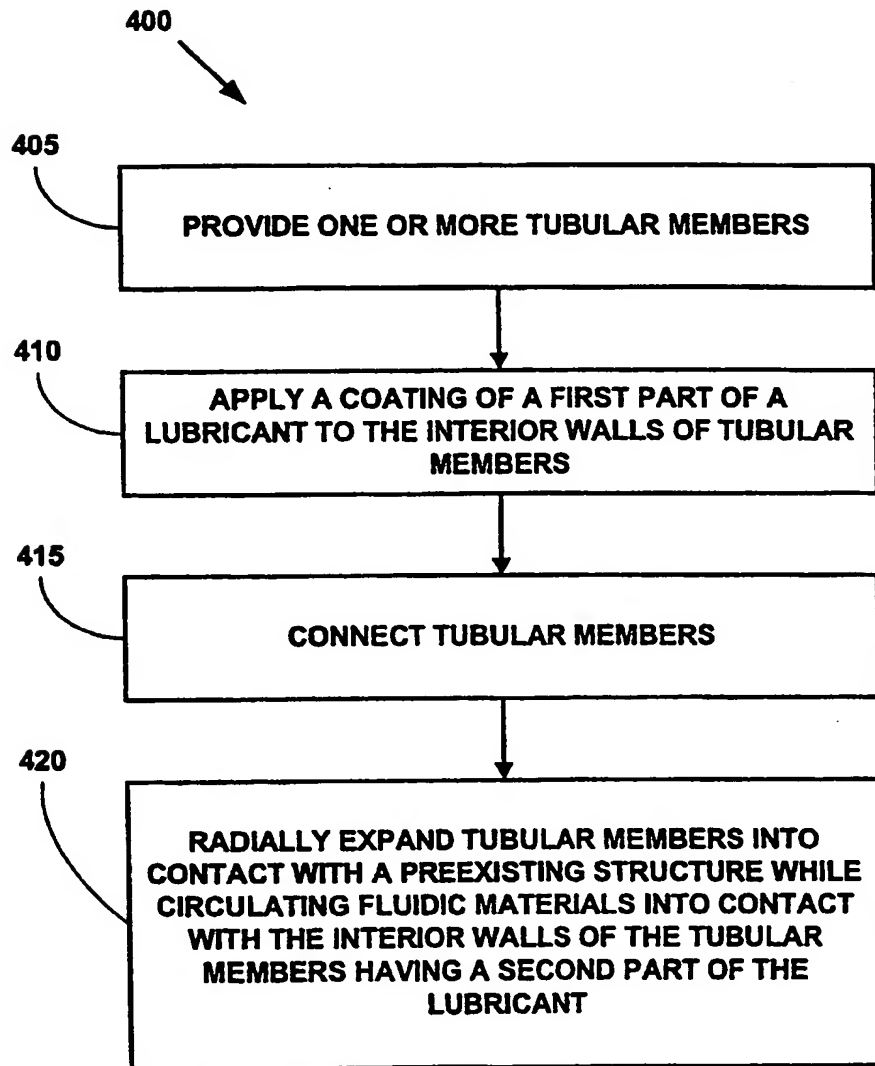 400
405
PROVIDE ONE OR MORE TUBULAR MEMBERS
410
APPLY A COATING OF A FIRST PART OF A
LUBRICANT TO THE INTERIOR WALLS OF TUBULAR
MEMBERS
415
CONNECT TUBULAR MEMBERS
420
RADIALLY EXPAND TUBULAR MEMBERS INTO
CONTACT WITH A PREEXISTING STRUCTURE WHILE
CIRCULATING FLUIDIC MATERIALS INTO CONTACT
WITH THE INTERIOR WALLS OF THE TUBULAR
MEMBERS HAVING A SECOND PART OF THE
LUBRICANT